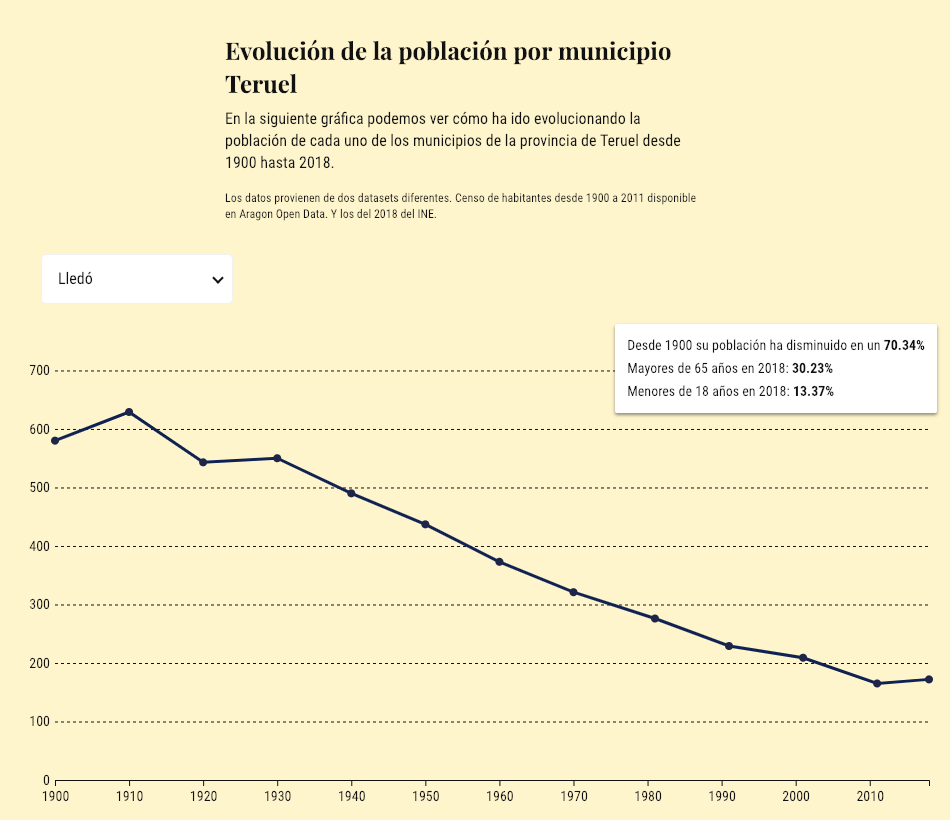 Evolución de la población por municipio
Teruel
En la siguiente gráfica podemos ver cómo ha ido evolucionando la
población de cada uno de los municipios de la provincia de Teruel desde
1900 hasta 2018.
Los datos provienen de dos datasets diferentes. Censo de habitantes desde 1900 a 2011 disponible
en Aragon Open Data. Y los del 2018 del INE.
Lledó
Desde 1900 su población ha disminuido en un 70.34%
Mayores de 65 años en 2018: 30.23%
Menores de 18 años en 2018: 13.37%
700
600
500
400
300
200
100
0
1900 1910 1920 1930 1940 1950 1960 1970 1980 1990 2000 2010